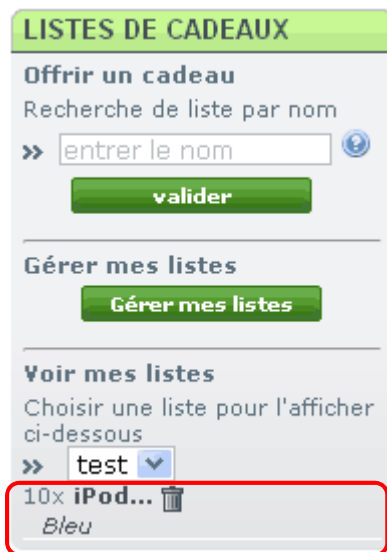 LISTES DE CADEAUX
Offrir un cadeau
Recherche de liste par nom
» entrer le nom
valider
Gérer mes listes
Gérer mes listes
Voir mes listes
Choisir une liste pour l'afficher
ci-dessous
» test
10x iPod...
Bleu